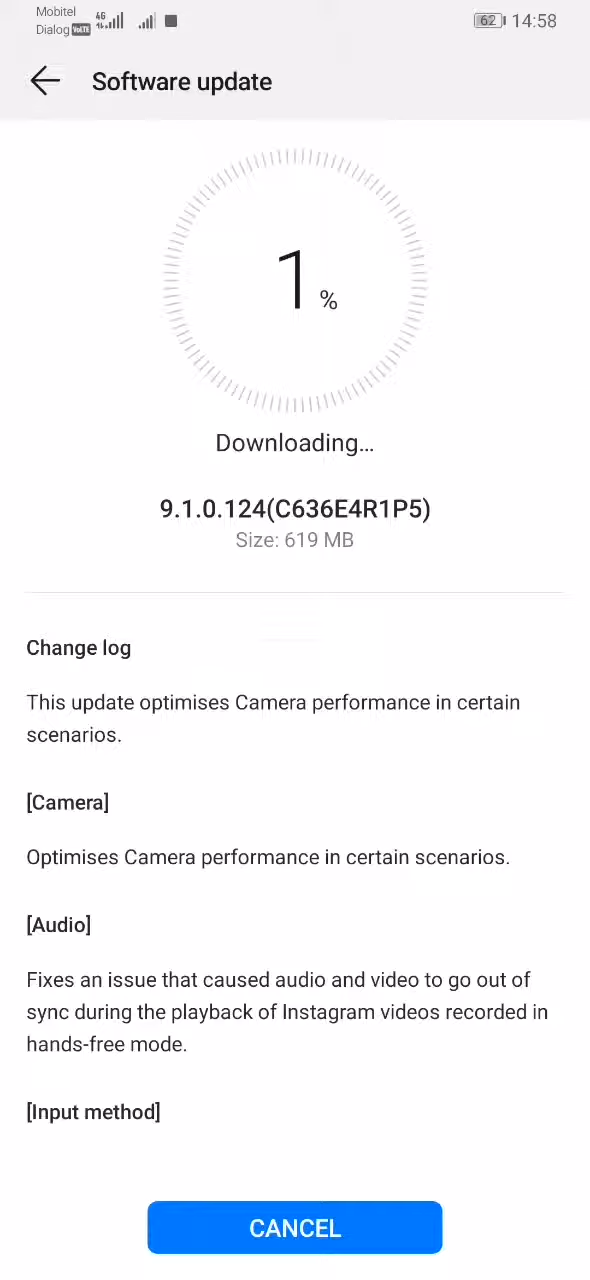 Mobitel
Dialog VoLTE 4G
62 14:58
Software update
1 %
Downloading...
9.1.0.124(C636E4R1P5)
Size: 619 MB
Change log
This update optimises Camera performance in certain
scenarios.
[Camera]
Optimises Camera performance in certain scenarios.
[Audio]
Fixes an issue that caused audio and video to go out of
sync during the playback of Instagram videos recorded in
hands-free mode.
[Input method]
CANCEL